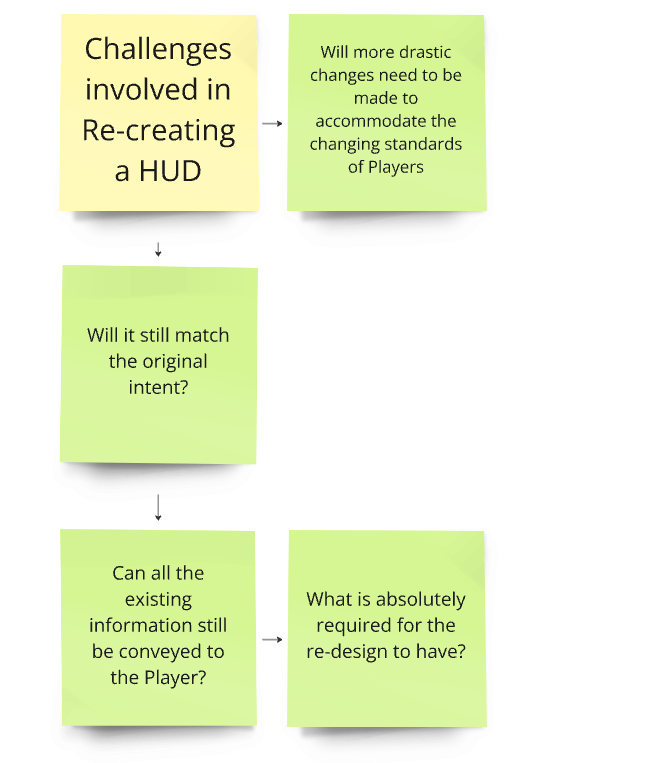 Challenges
involved in
Re-creating
a HUD
Will more drastic
changes need to be
made to
accommodate the
changing standards
of Players
Will it still match
the original
intent?
Can all the
existing
information still
be conveyed to
the Player?
What is absolutely
required for the
re-design to have?